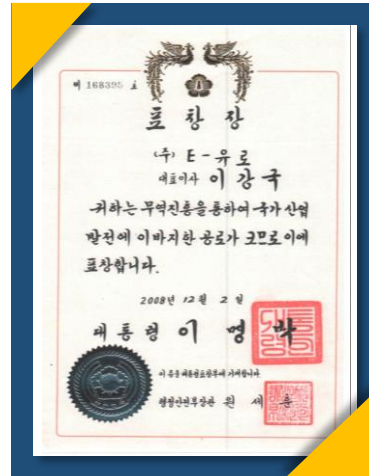 제 168395 호
표 창 장
(주) E-유로
대표이사 이 강 국
귀하는 무역진흥을통하여 국가 산업
발전에 이바지한 공로가 크므로 이에
표창합니다.
2008년 12월 2일
대 통 령 이 명 박
이 증을 대통령표창부에 기재합니다.
행정안전부장관 원 세 훈